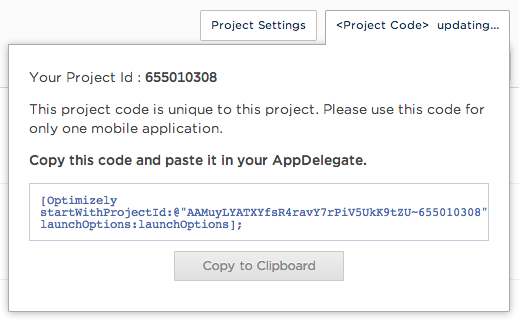 Project Settings
<Project Code> updating...
Your Project Id : 655010308
This project code is unique to this project. Please use this code for
only one mobile application.
Copy this code and paste it in your AppDelegate.
[Optimizely
startWithProjectId:@"AAMuyLYATXYfsR4ravY7rPiV5UkK9tZU~655010308"
launchOptions:launchOptions];
Copy to Clipboard